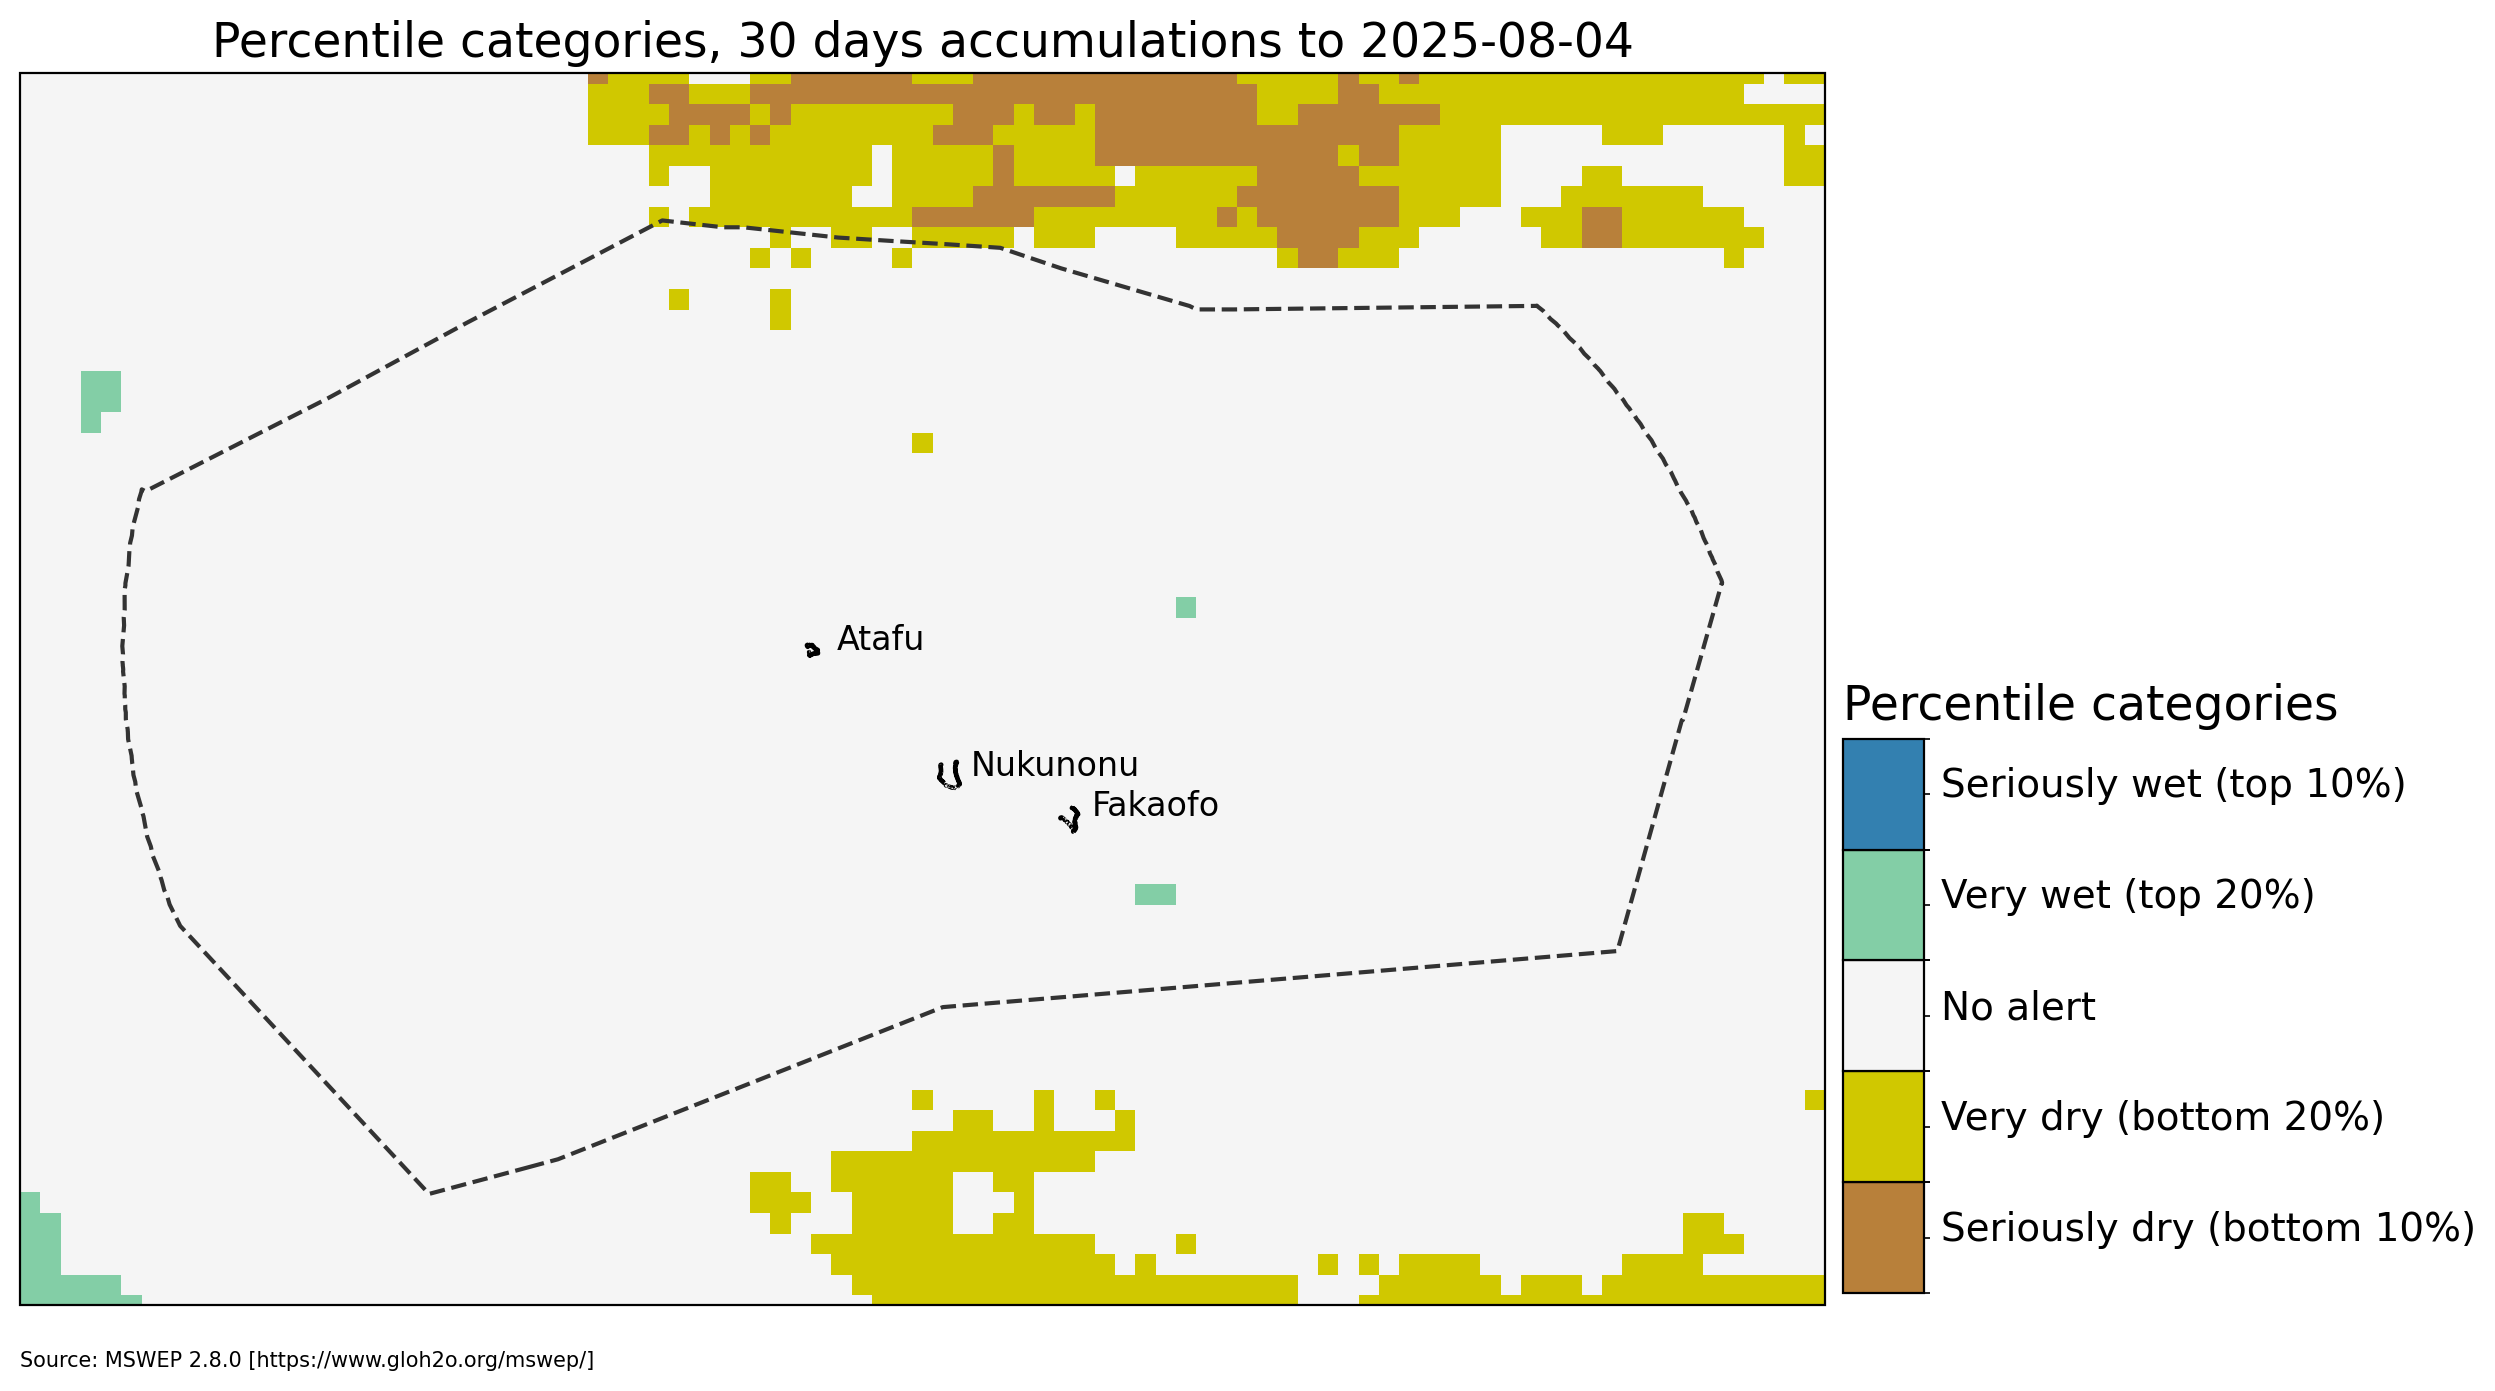 Percentile categories, 30 days accumulations to 2025-08-04
Atafu
Nukunonu
Fakaofo
Percentile categories
Seriously wet (top 10%)
Very wet (top 20%)
No alert
Very dry (bottom 20%)
Seriously dry (bottom 10%)
Source: MSWEP 2.8.0 [https://www.gloh2o.org/mswep/]